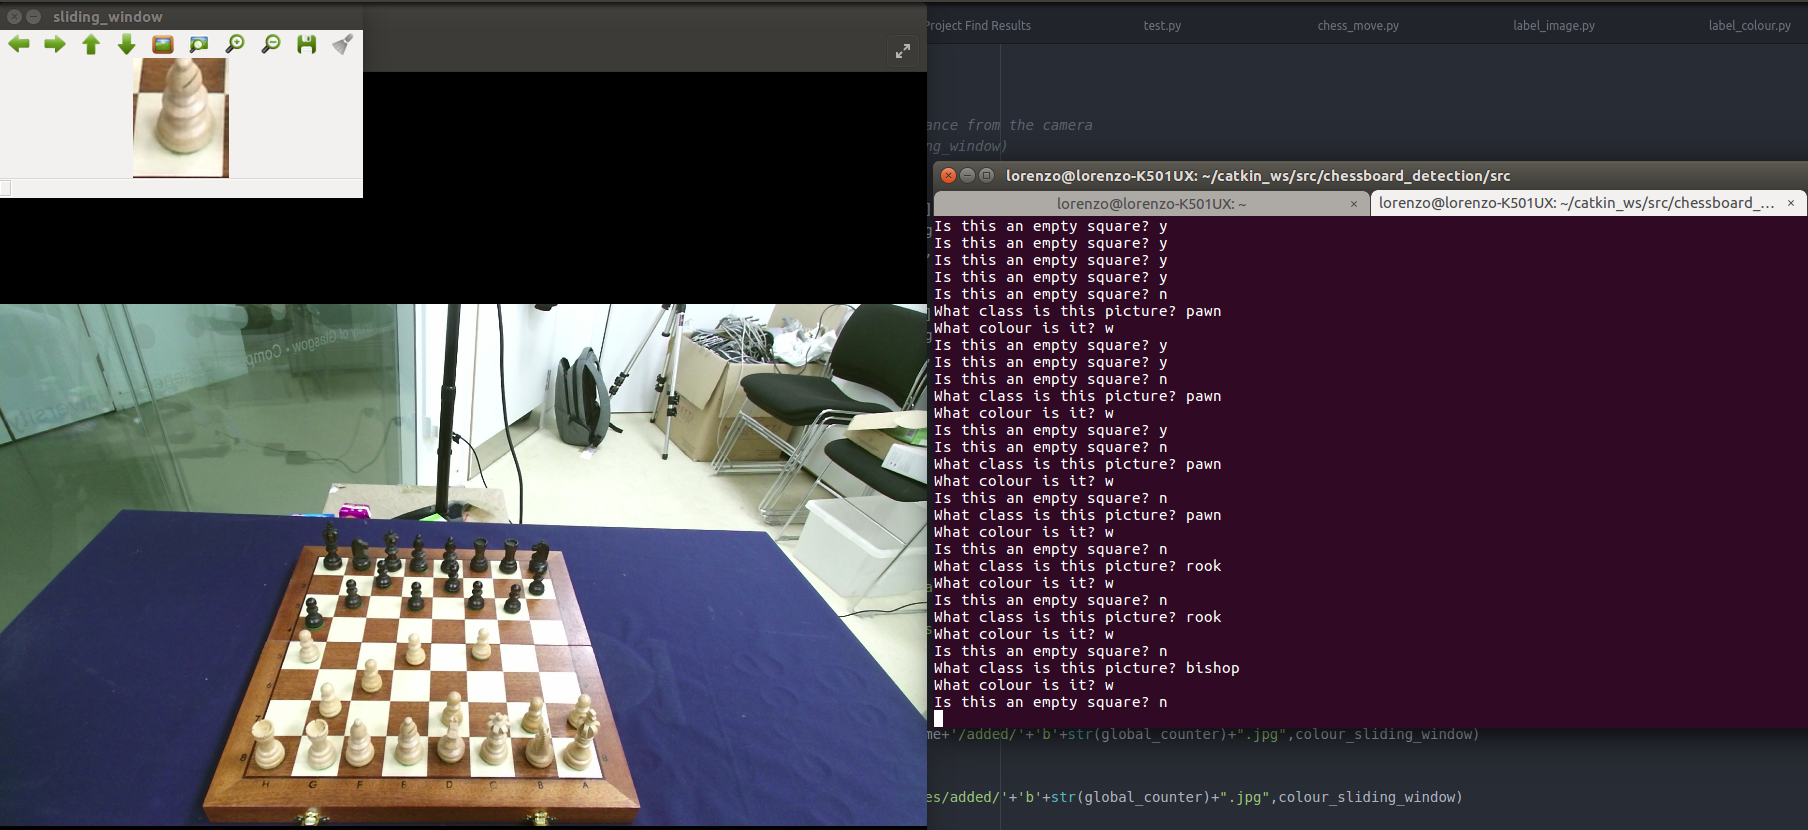 sliding_window
Project Find Results
test.py
chess_move.py
label_image.py
label_colour.py
ance from the camera
ng_window)
lorenzo@lorenzo-K501UX: ~/catkin_ws/src/chessboard_detection/src
lorenzo@lorenzo-K501UX: ~
lorenzo@lorenzo-K501UX: ~/catkin_ws/src/chessboard_...
Is this an empty square? y
Is this an empty square? y
Is this an empty square? y
Is this an empty square? y
Is this an empty square? n
What class is this picture? pawn
What colour is it? w
Is this an empty square? y
Is this an empty square? y
Is this an empty square? n
What class is this picture? pawn
What colour is it? w
Is this an empty square? y
Is this an empty square? n
What class is this picture? pawn
What colour is it? w
Is this an empty square? n
What class is this picture? pawn
What colour is it? w
Is this an empty square? n
What class is this picture? rook
What colour is it? w
Is this an empty square? n
What class is this picture? rook
What colour is it? w
Is this an empty square? n
What class is this picture? bishop
What colour is it? w
Is this an empty square? n
me+'/added/'+'b'+str(global_counter)+".jpg",colour_sliding_window)
es/added/'+'b'+str(global_counter)+".jpg",colour_sliding_window)
of Glasgow • Comp
H G F E D C B A